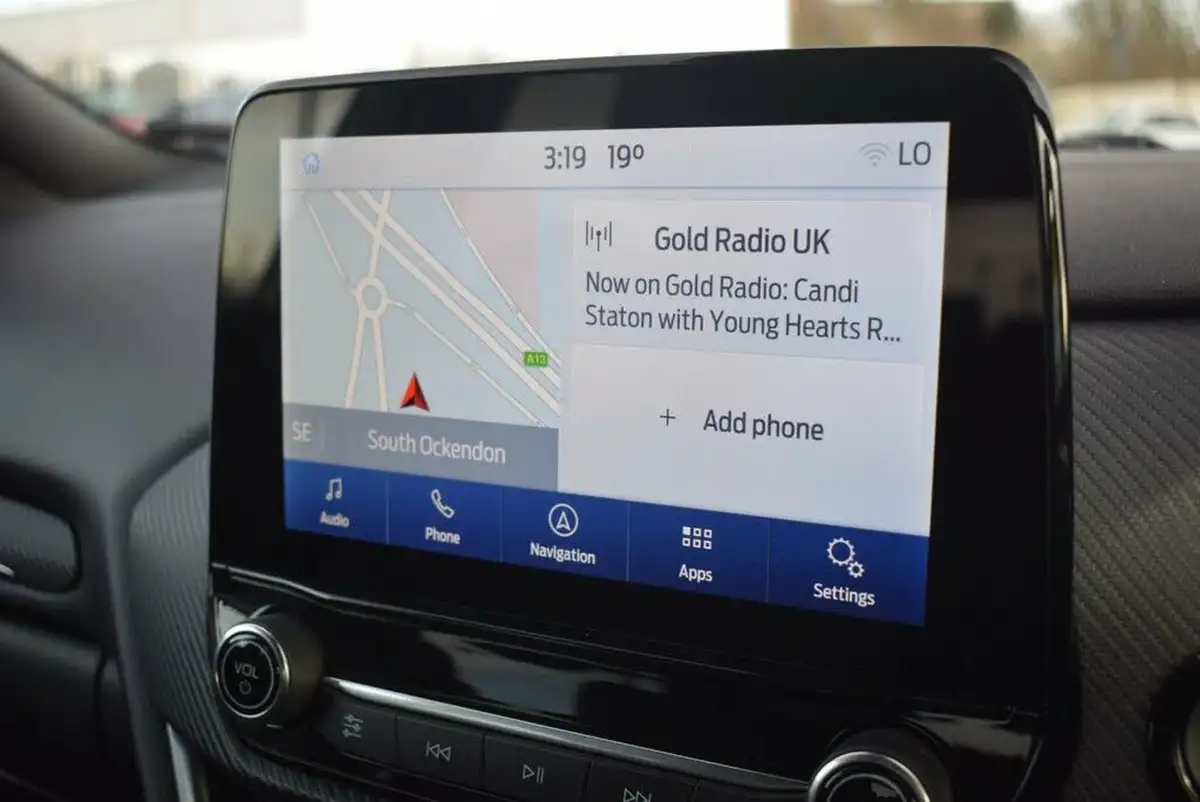 3:19 19º LO
Gold Radio UK
Now on Gold Radio: Candi
Staton with Young Hearts R...
A13
+ Add phone
SE South Ockendon
Audio Phone Navigation Apps Settings
VOL